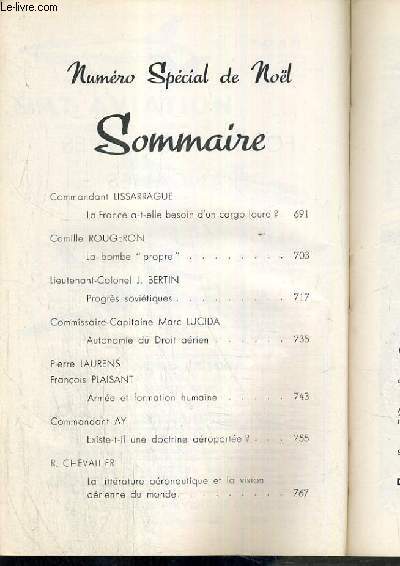 Le-livre.com
Numéro Spécial de Noël
Sommaire
Commandant LISSARRAGUE
La France a-t-elle besoin d'un cargo lourd ? 691
Camille ROUGERON
La bombe " propre " . . . . . . . . 703
Lieutenant-Colonel J. BERTIN
Progrès soviétiques . . . . . . . . 717
Commissaire-Capitaine Marc LUCIDA
Autonomie du Droit aérien . . . . . . 735
Pierre LAURENS
François PLAISANT
Armée et formation humaine . . . . . 743
Commandant AY
Existe-t-il une doctrine aéroportée ? . . . 755
R. CHEVALIER
La littérature aéronautique et la vision
aérienne du monde. . . . . . . . . 767